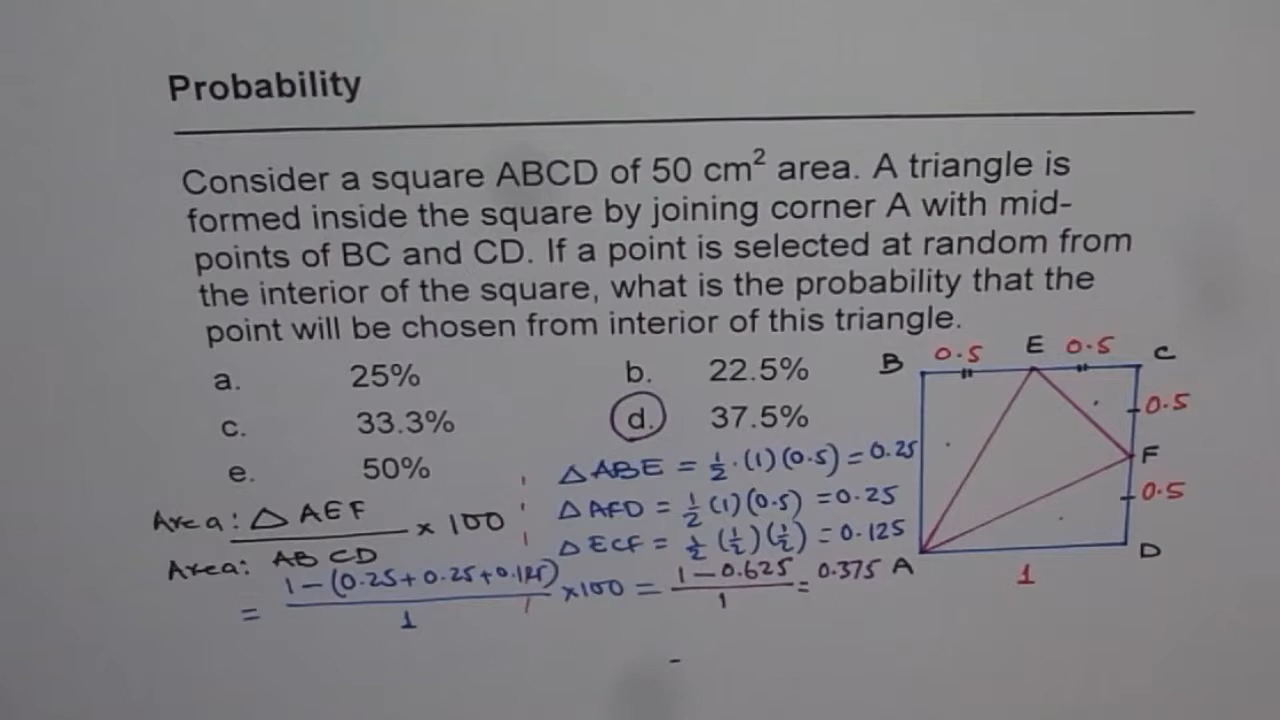 Probability
Consider a square ABCD of 50 cm² area. A triangle is
formed inside the square by joining corner A with mid-
points of BC and CD. If a point is selected at random from
the interior of the square, what is the probability that the
point will be chosen from interior of this triangle.
a. 25% b. 22.5%
c. 33.3% d. 37.5%
e. 50%
B 0.5 E 0.5 C
0.5
F
0.5
D
A 1
△ABE = 1/2 · (1)(0.5) = 0.25
△AFD = 1/2 (1)(0.5) = 0.25
△ECF = 1/2 (1/2)(1/2) = 0.125
Area: △AEF
Area: ABCD × 100
= 1-(0.25+0.25+0.125)/1 ×100 = 1-0.625/1 = 0.375